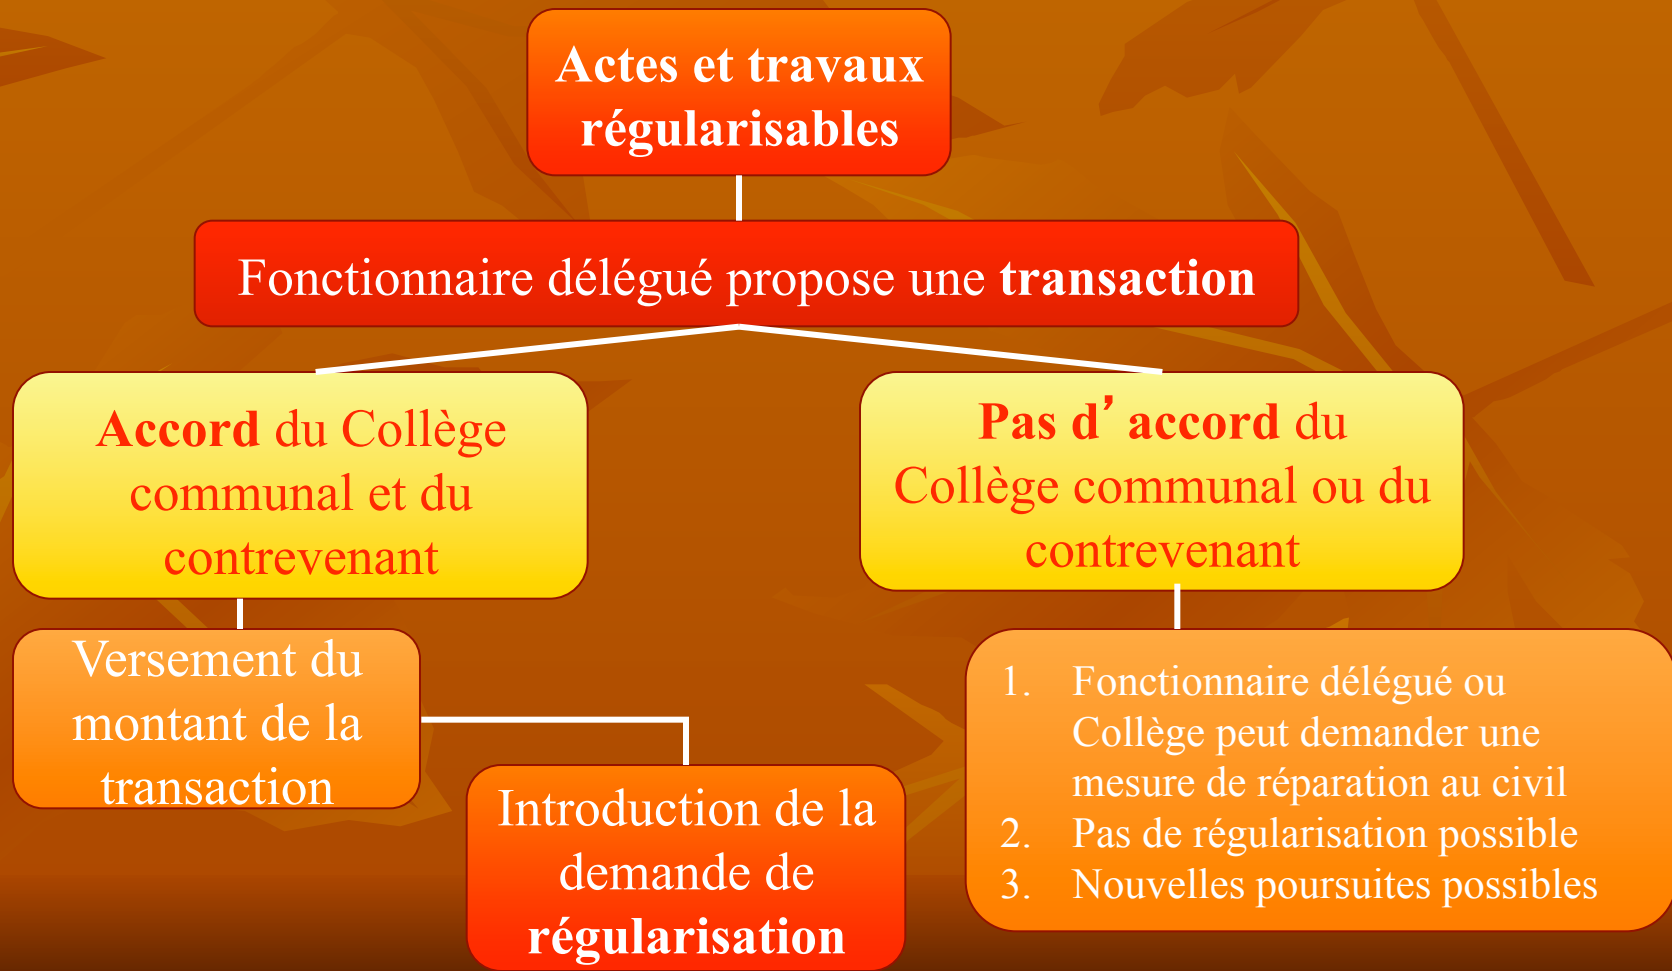 Actes et travaux
régularisables
Fonctionnaire délégué propose une transaction
Accord du Collège
communal et du
contrevenant
Pas d’ accord du
Collège communal ou du
contrevenant
Versement du
montant de la
transaction
Introduction de la
demande de
régularisation
1. Fonctionnaire délégué ou
Collège peut demander une
mesure de réparation au civil
2. Pas de régularisation possible
3. Nouvelles poursuites possibles